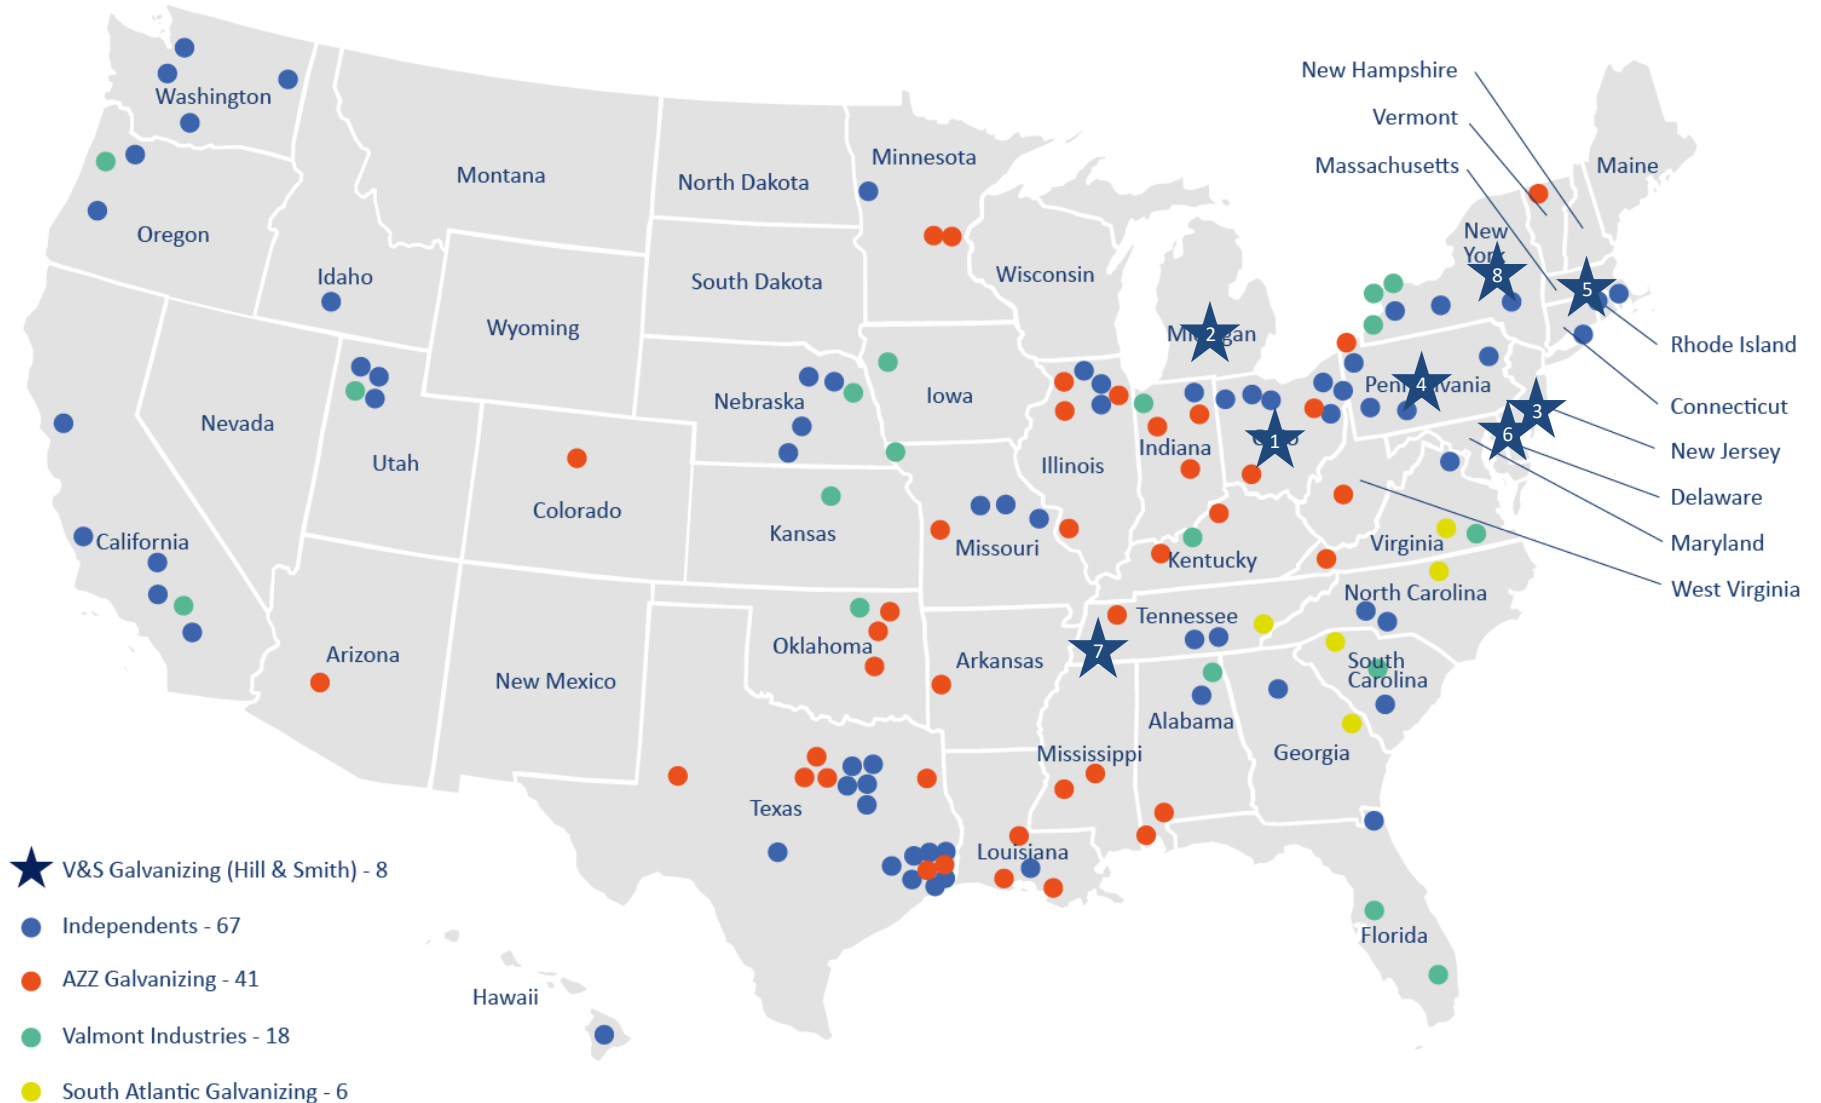 New Hampshire
Vermont
Massachusetts
Maine
Washington
Minnesota
Montana
North Dakota
Oregon
New
York
Idaho
South Dakota
Wisconsin
8
5
Wyoming
Michigan
2
Rhode Island
Nebraska
Iowa
Pennsylvania
4
Connecticut
3
Nevada
Utah
Illinois
Indiana
Ohio
1
6
New Jersey
Delaware
Colorado
Kansas
Missouri
Virginia
Maryland
California
Kentucky
West Virginia
North Carolina
Tennessee
Arizona
New Mexico
Oklahoma
Arkansas
7
South
Carolina
Alabama
Mississippi
Georgia
Texas
Louisiana
Florida
Hawaii
V&S Galvanizing (Hill & Smith) - 8
Independents - 67
AZZ Galvanizing - 41
Valmont Industries - 18
South Atlantic Galvanizing - 6